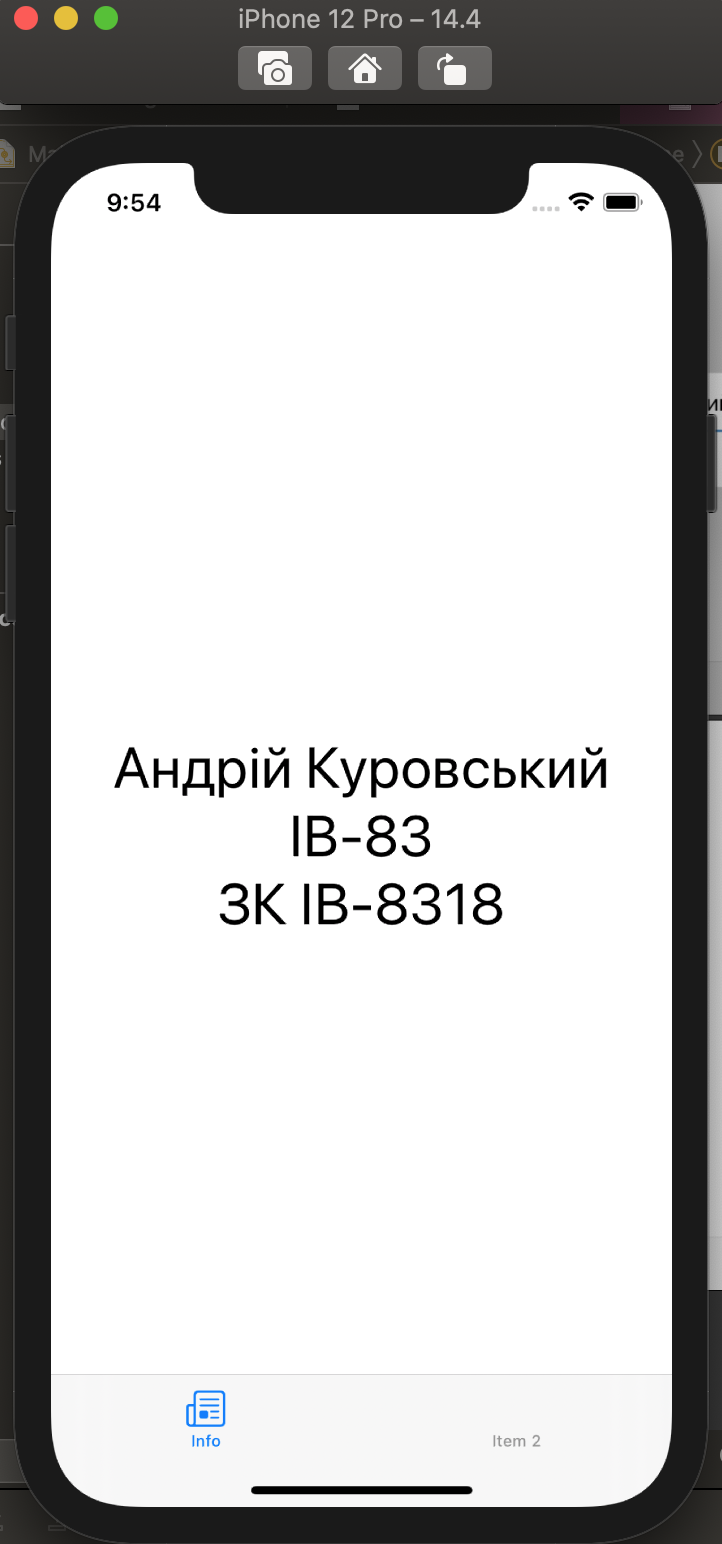 iPhone 12 Pro – 14.4
9:54
Андрій Куровський
ІВ-83
ЗК ІВ-8318
Info
Item 2